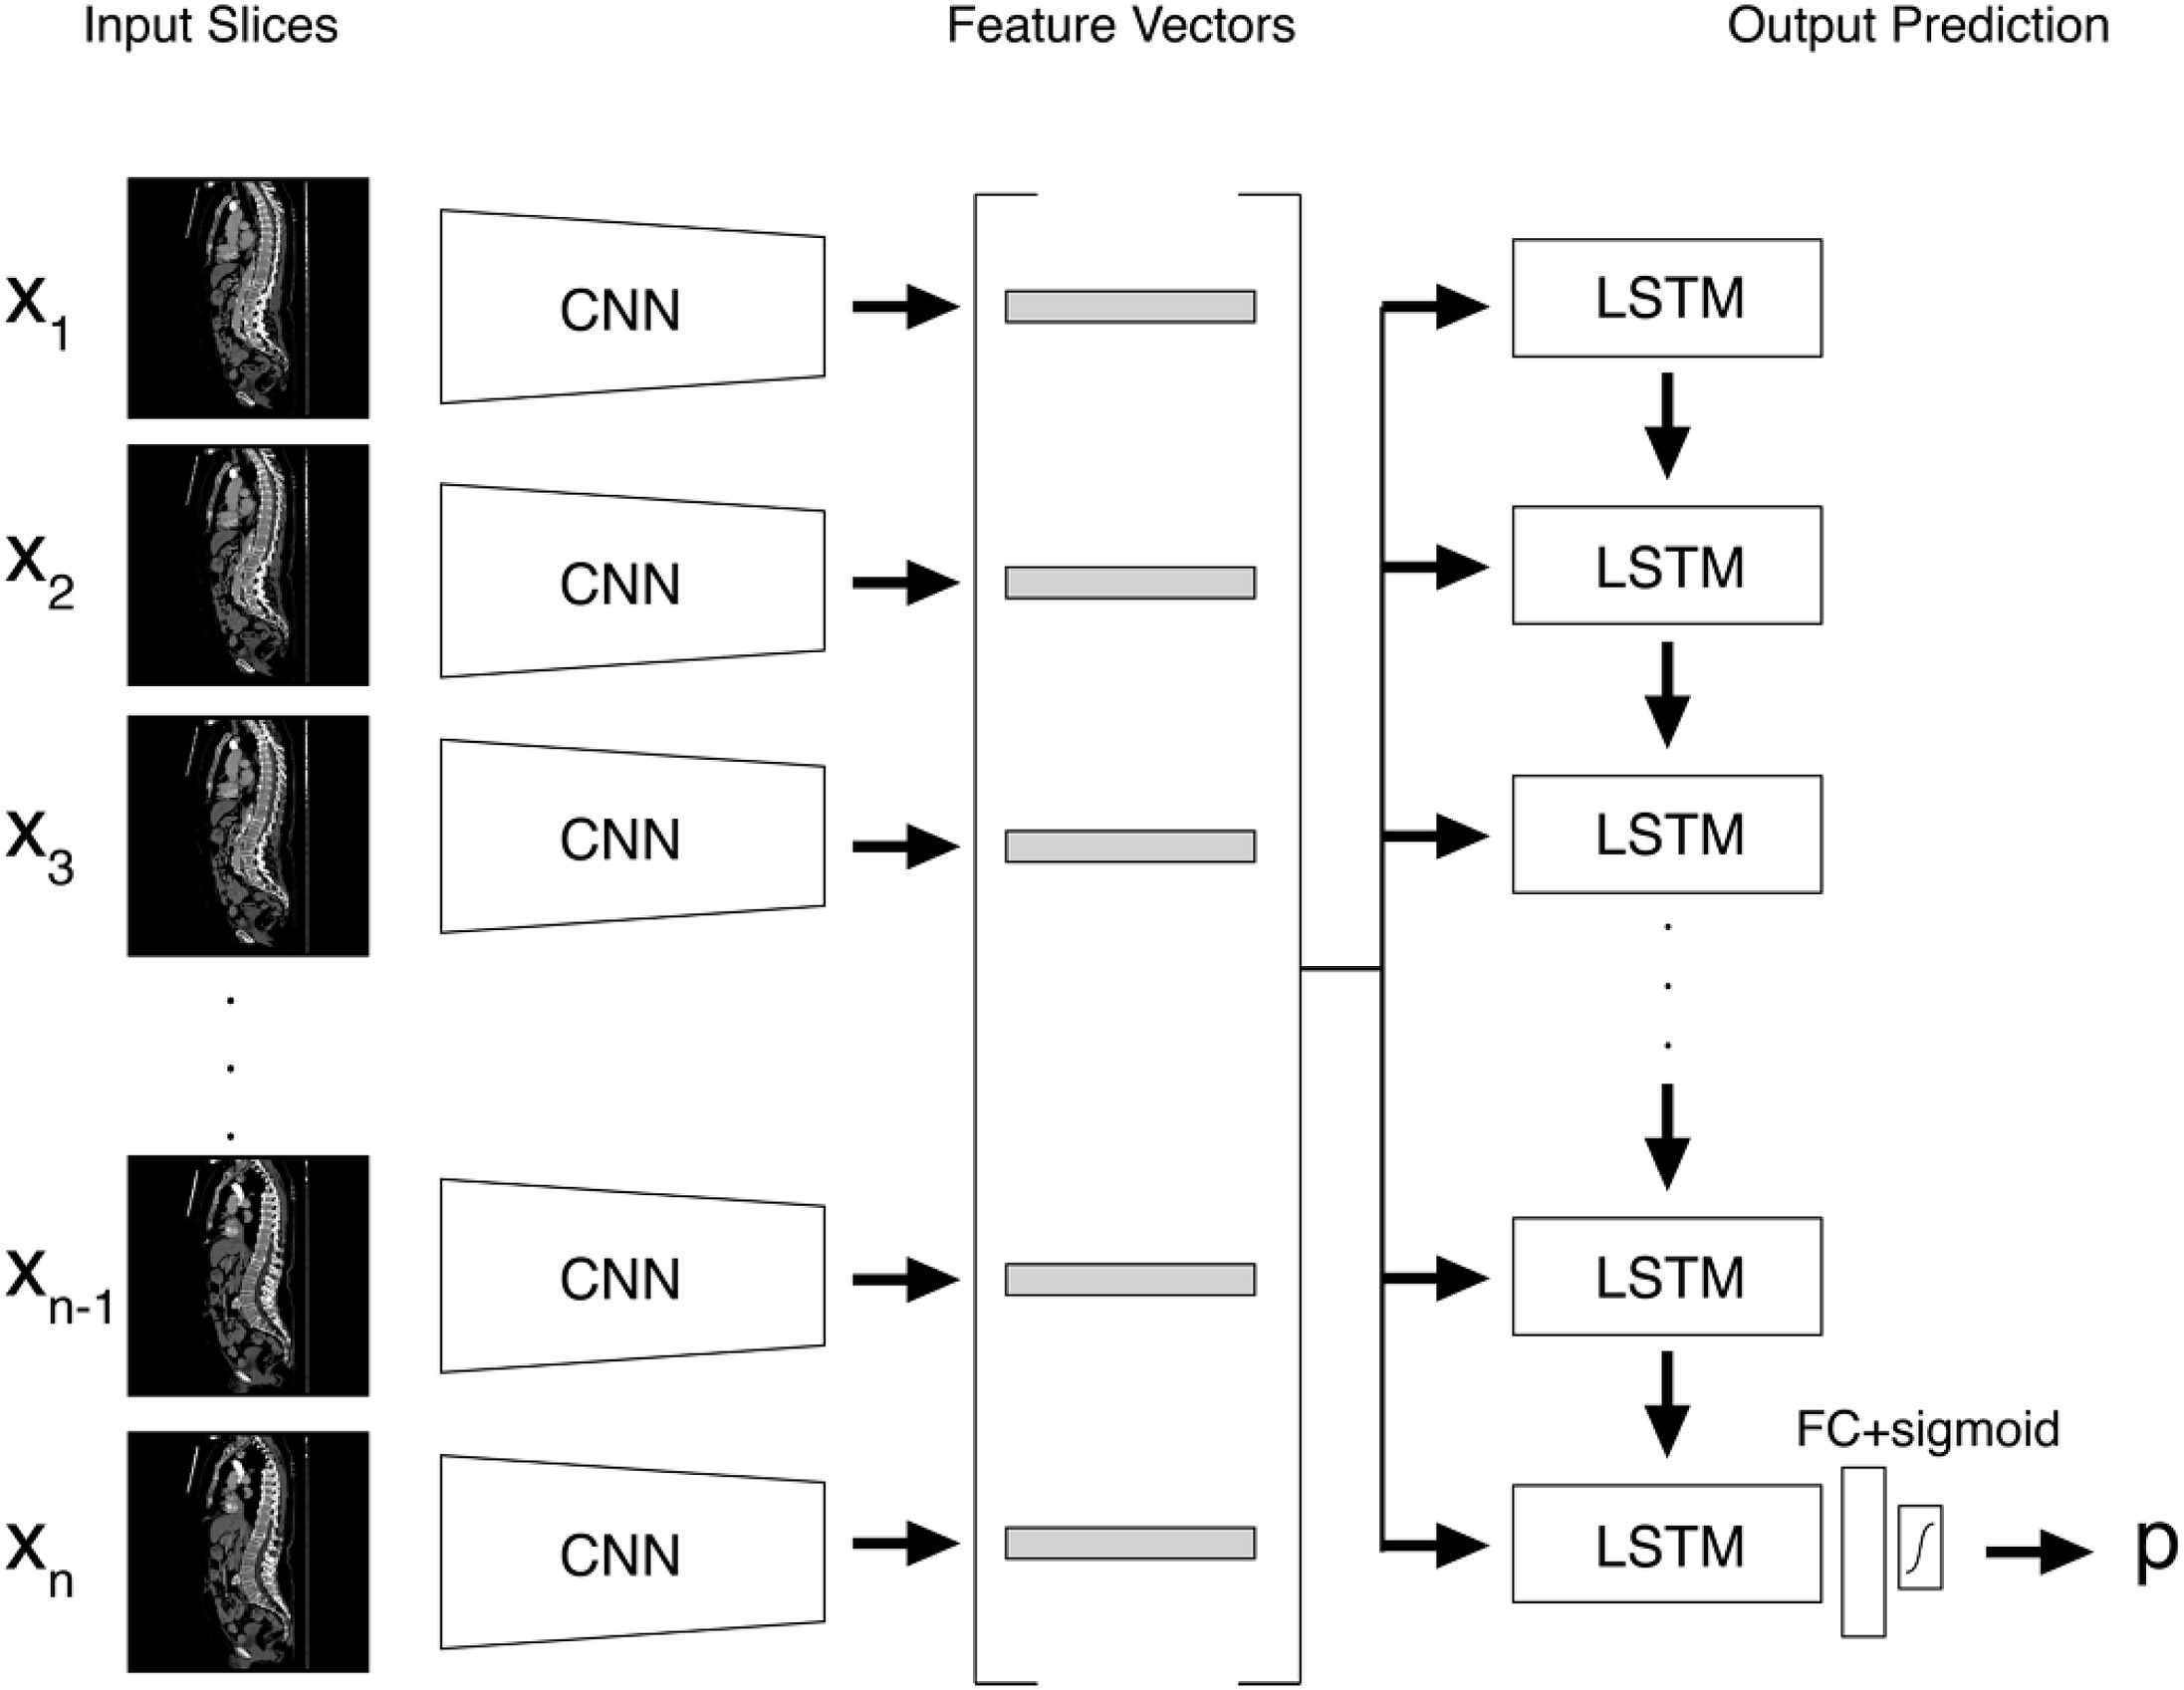 Input Slices Feature Vectors Output Prediction
x1 CNN LSTM
x2 CNN LSTM
x3 CNN LSTM
xn-1 CNN LSTM
FC+sigmoid
xn CNN LSTM p